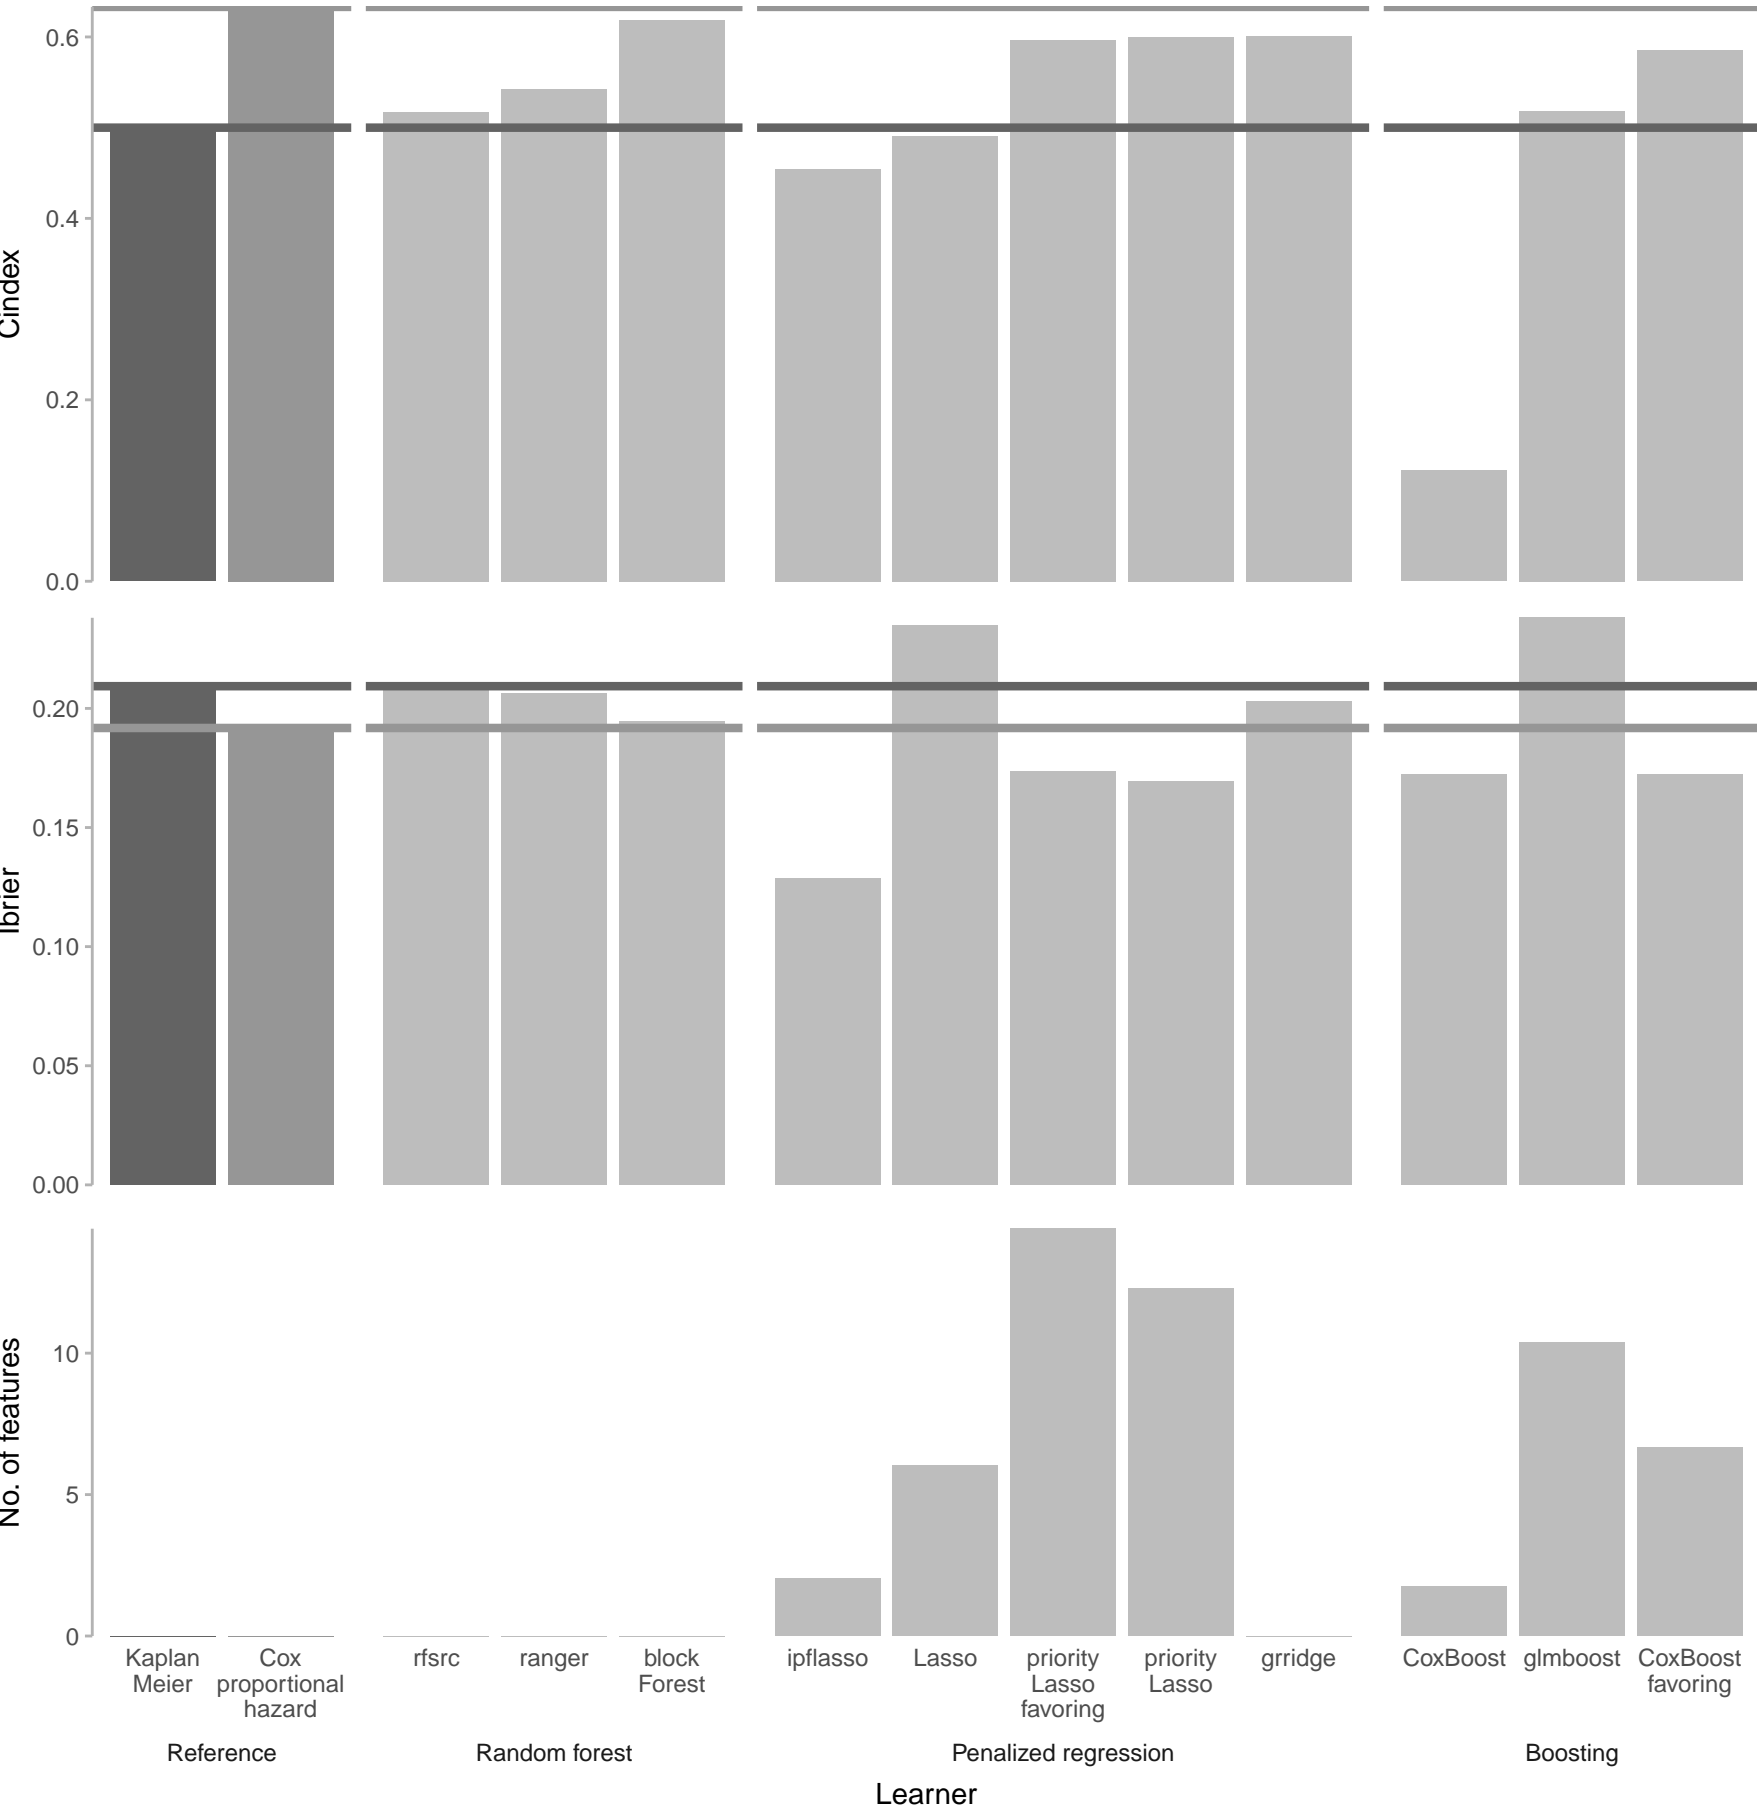 Cindex
0.6
0.4
0.2
0.0
Ibrier
0.20
0.15
0.10
0.05
0.00
No. of features
10
5
0
Kaplan
Meier
Cox
proportional
hazard
rfsrc
ranger
block
Forest
ipflasso
Lasso
priority
Lasso
favoring
priority
Lasso
grridge
CoxBoost
glmboost
CoxBoost
favoring
Reference
Random forest
Penalized regression
Boosting
Learner